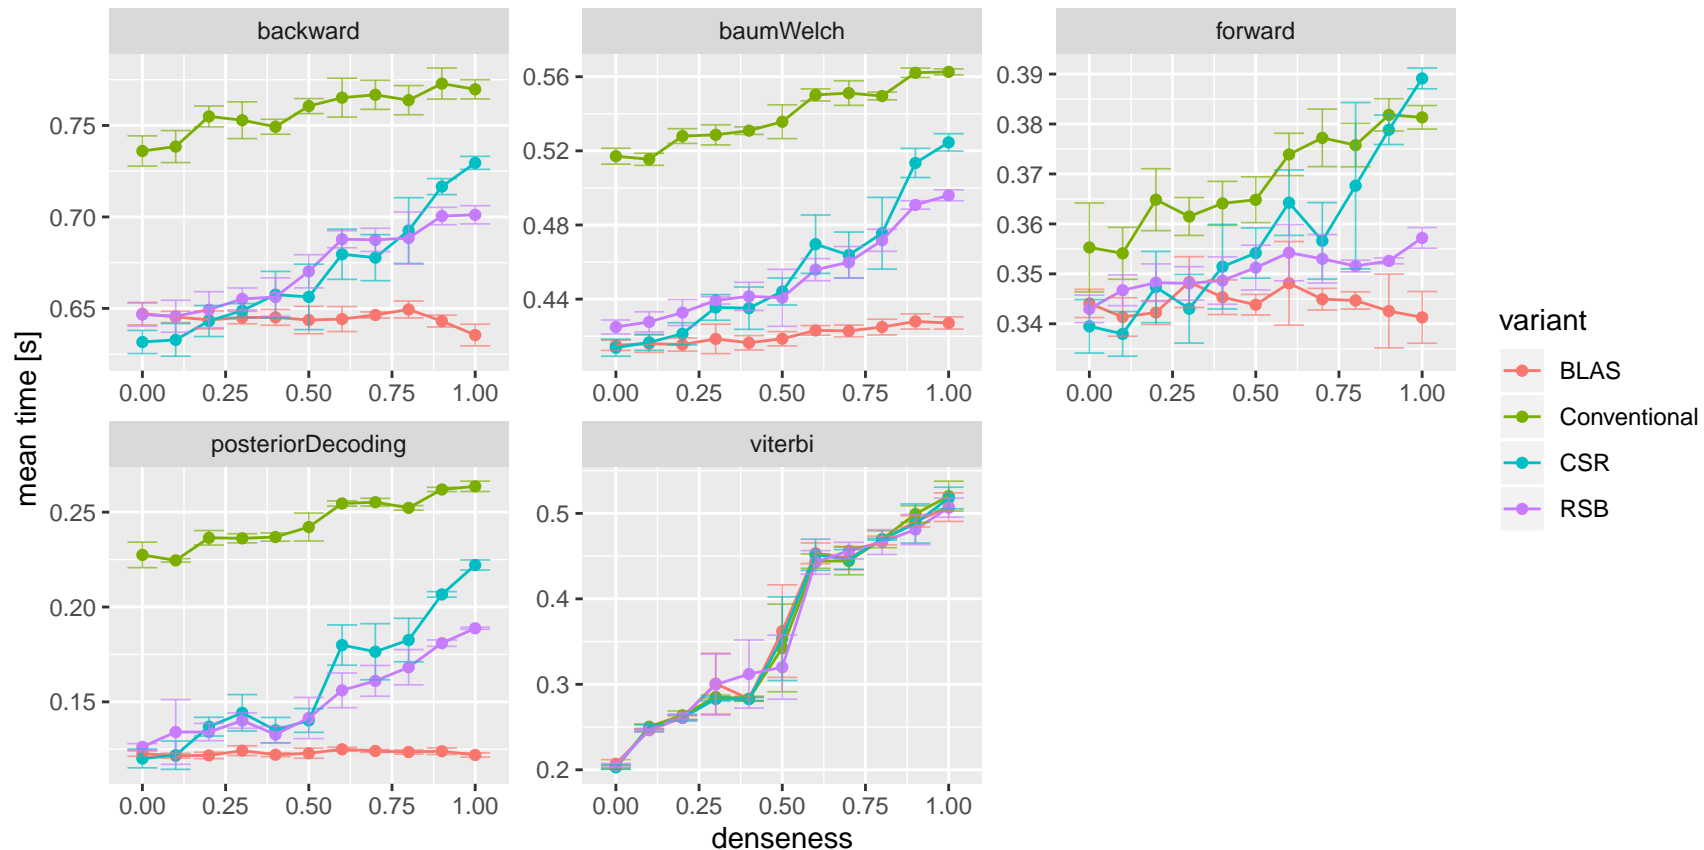 backward
baumWelch
forward
0.75
0.70
0.65
0.56
0.52
0.48
0.44
0.39
0.38
0.37
0.36
0.35
0.34
0.00 0.25 0.50 0.75 1.00
0.00 0.25 0.50 0.75 1.00
0.00 0.25 0.50 0.75 1.00
posteriorDecoding
viterbi
0.25
0.20
0.15
0.5
0.4
0.3
0.2
0.00 0.25 0.50 0.75 1.00
0.00 0.25 0.50 0.75 1.00
mean time [s]
denseness
variant
BLAS
Conventional
CSR
RSB